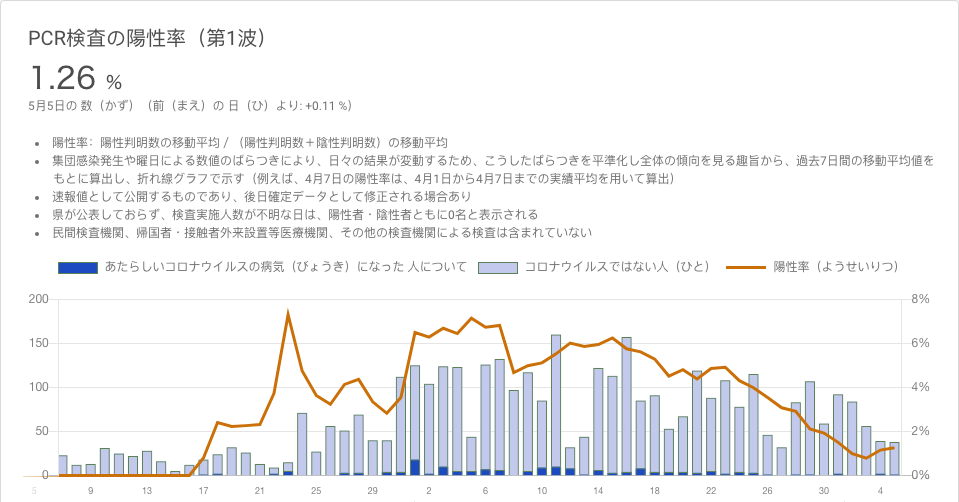 PCR検査の陽性率（第1波）
1.26 %
5月5日の 数（かず）（前（まえ）の 日（ひ）より: +0.11 %）
• 陽性率：陽性判明数の移動平均 / （陽性判明数＋陰性判明数）の移動平均
• 集団感染発生や曜日による数値のばらつきにより、日々の結果が変動するため、こうしたばらつきを平準化し全体の傾向を見る趣旨から、過去7日間の移動平均値を
もとに算出し、折れ線グラフで示す（例えば、4月7日の陽性率は、4月1日から4月7日までの実績平均を用いて算出）
• 速報値として公開するものであり、後日確定データとして修正される場合あり
• 県が公表しておらず、検査実施人数が不明な日は、陽性者・陰性者ともに0名と表示される
• 民間検査機関、帰国者・接触者外来設置等医療機関、その他の検査機関による検査は含まれていない
あたらしいコロナウイルスの病気（びょうき）になった 人について コロナウイルスではない人（ひと） 陽性率（ようせいりつ）
200 8%
150 6%
100 4%
50 2%
0 0%
5 9 13 17 21 25 29 2 6 10 14 18 22 26 30 4